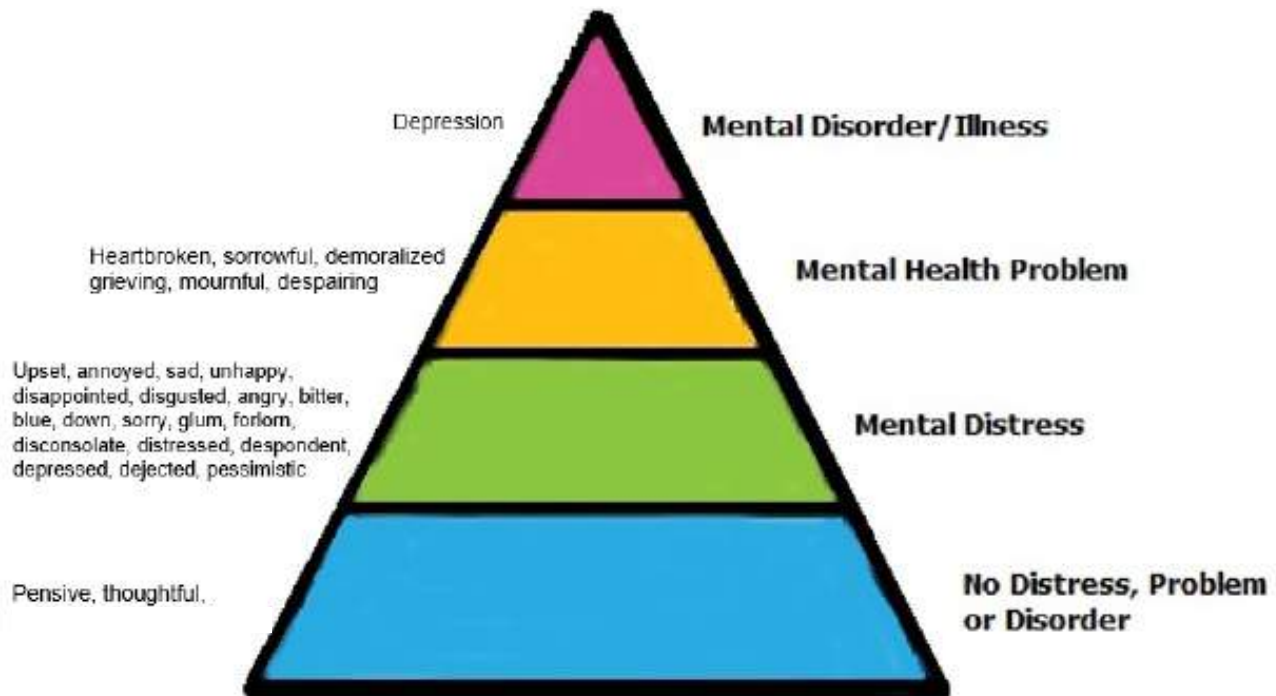 Depression
Mental Disorder/Illness
Heartbroken, sorrowful, demoralized
grieving, mournful, despairing
Mental Health Problem
Upset, annoyed, sad, unhappy,
disappointed, disgusted, angry, bitter,
blue, down, sorry, glum, forlorn,
disconsolate, distressed, despondent,
depressed, dejected, pessimistic
Mental Distress
Pensive, thoughtful,
No Distress, Problem
or Disorder